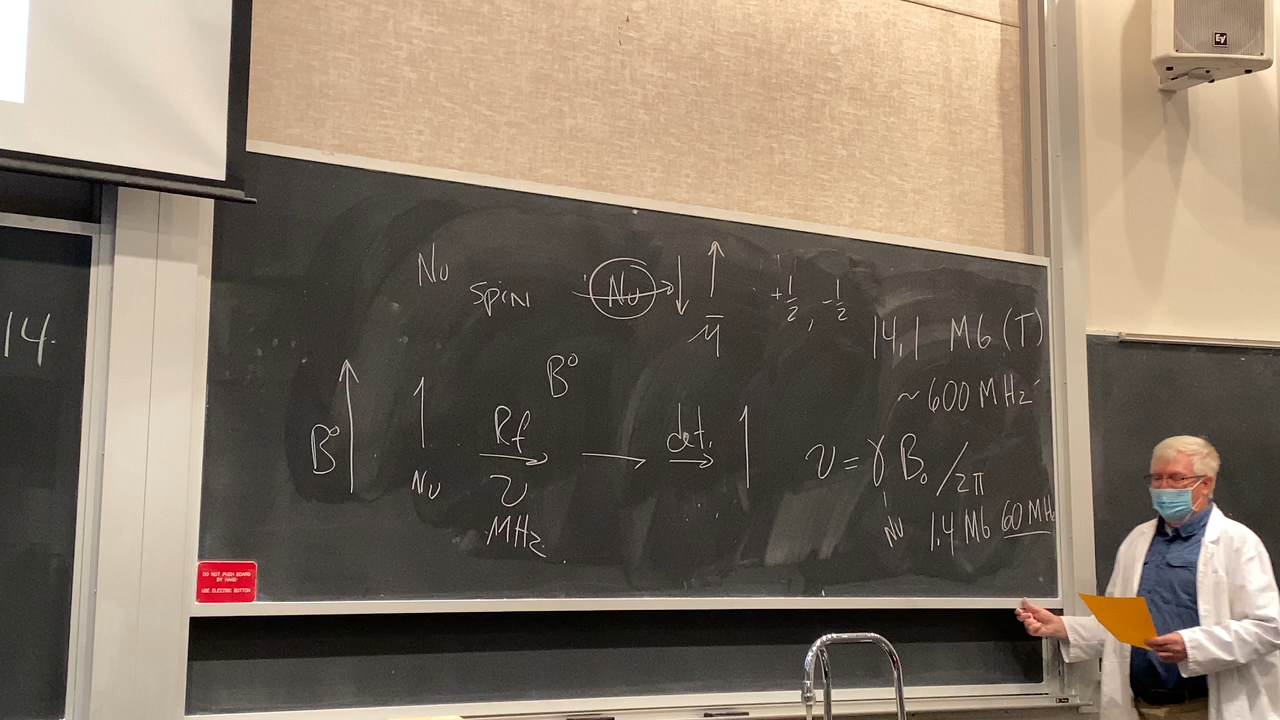 14.
Nu spin Nu ↓ ↑ +1/2, -1/2
μ̄
14.1 MG (T)
~600 MHz
B° ↑ ↑ Rf → B° → det. → ↑
Nu ν
MHz
ν = γ B₀ / 2π
Nu 1.4 MG 60 MHz
DO NOT PUSH BOARD
BY HAND
USE ELECTRIC BUTTON
EV